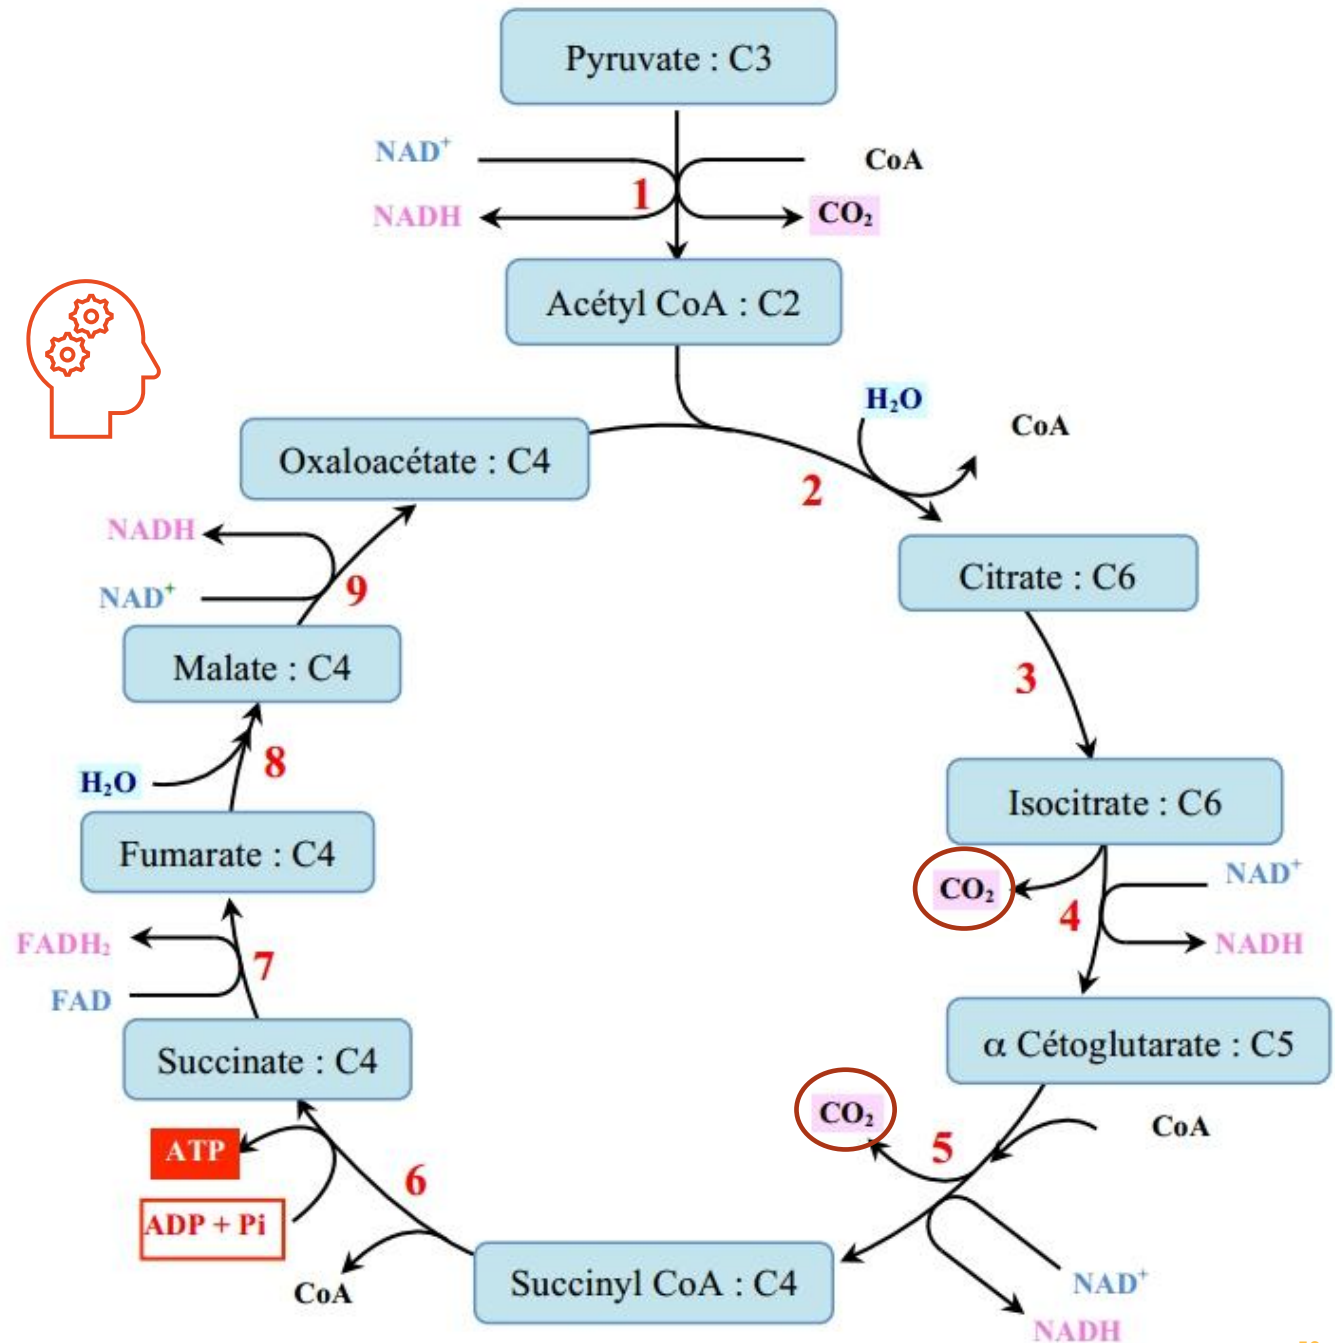 Pyruvate : C3
NAD⁺
CoA
1
NADH
CO₂
Acétyl CoA : C2
H₂O
CoA
Oxaloacétate : C4
2
NADH
Citrate : C6
NAD⁺
9
Malate : C4
3
8
H₂O
Isocitrate : C6
Fumarate : C4
CO₂
NAD⁺
4
FADH₂
NADH
7
FAD
α Cétoglutarate : C5
Succinate : C4
CO₂
CoA
ATP
5
6
ADP + Pi
Succinyl CoA : C4
CoA
NAD⁺
NADH